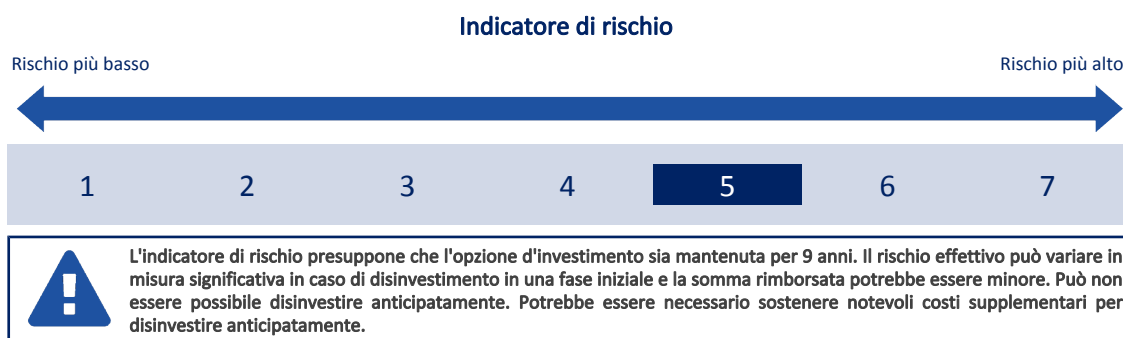 Indicatore di rischio
Rischio più basso Rischio più alto
1 2 3 4 5 6 7
L'indicatore di rischio presuppone che l'opzione d'investimento sia mantenuta per 9 anni. Il rischio effettivo può variare in
misura significativa in caso di disinvestimento in una fase iniziale e la somma rimborsata potrebbe essere minore. Può non
essere possibile disinvestire anticipatamente. Potrebbe essere necessario sostenere notevoli costi supplementari per
disinvestire anticipatamente.